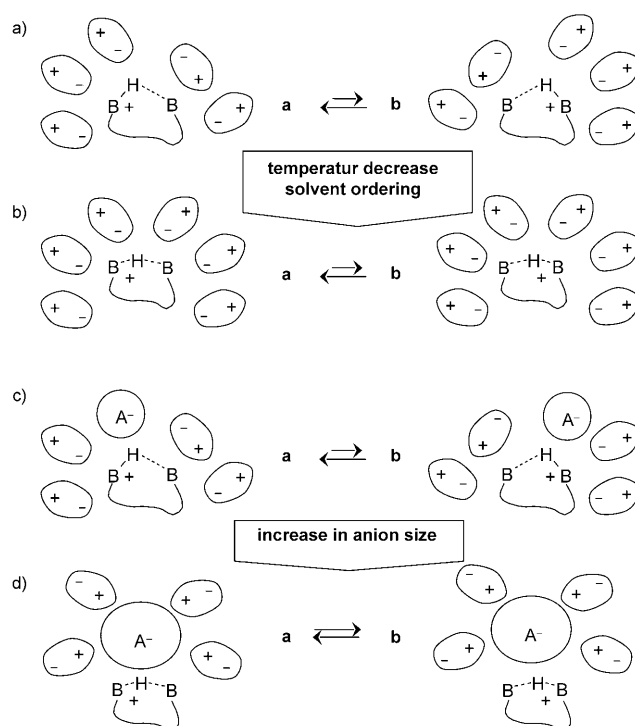 a)
H
B + B
a b
H
B + B
temperatur decrease
solvent ordering
b)
B H B
+
a b
B H B
+
c)
A⁻
H
B + B
a b
A⁻
H
B + B
increase in anion size
d)
A⁻
B H B
+
a b
A⁻
B H B
+